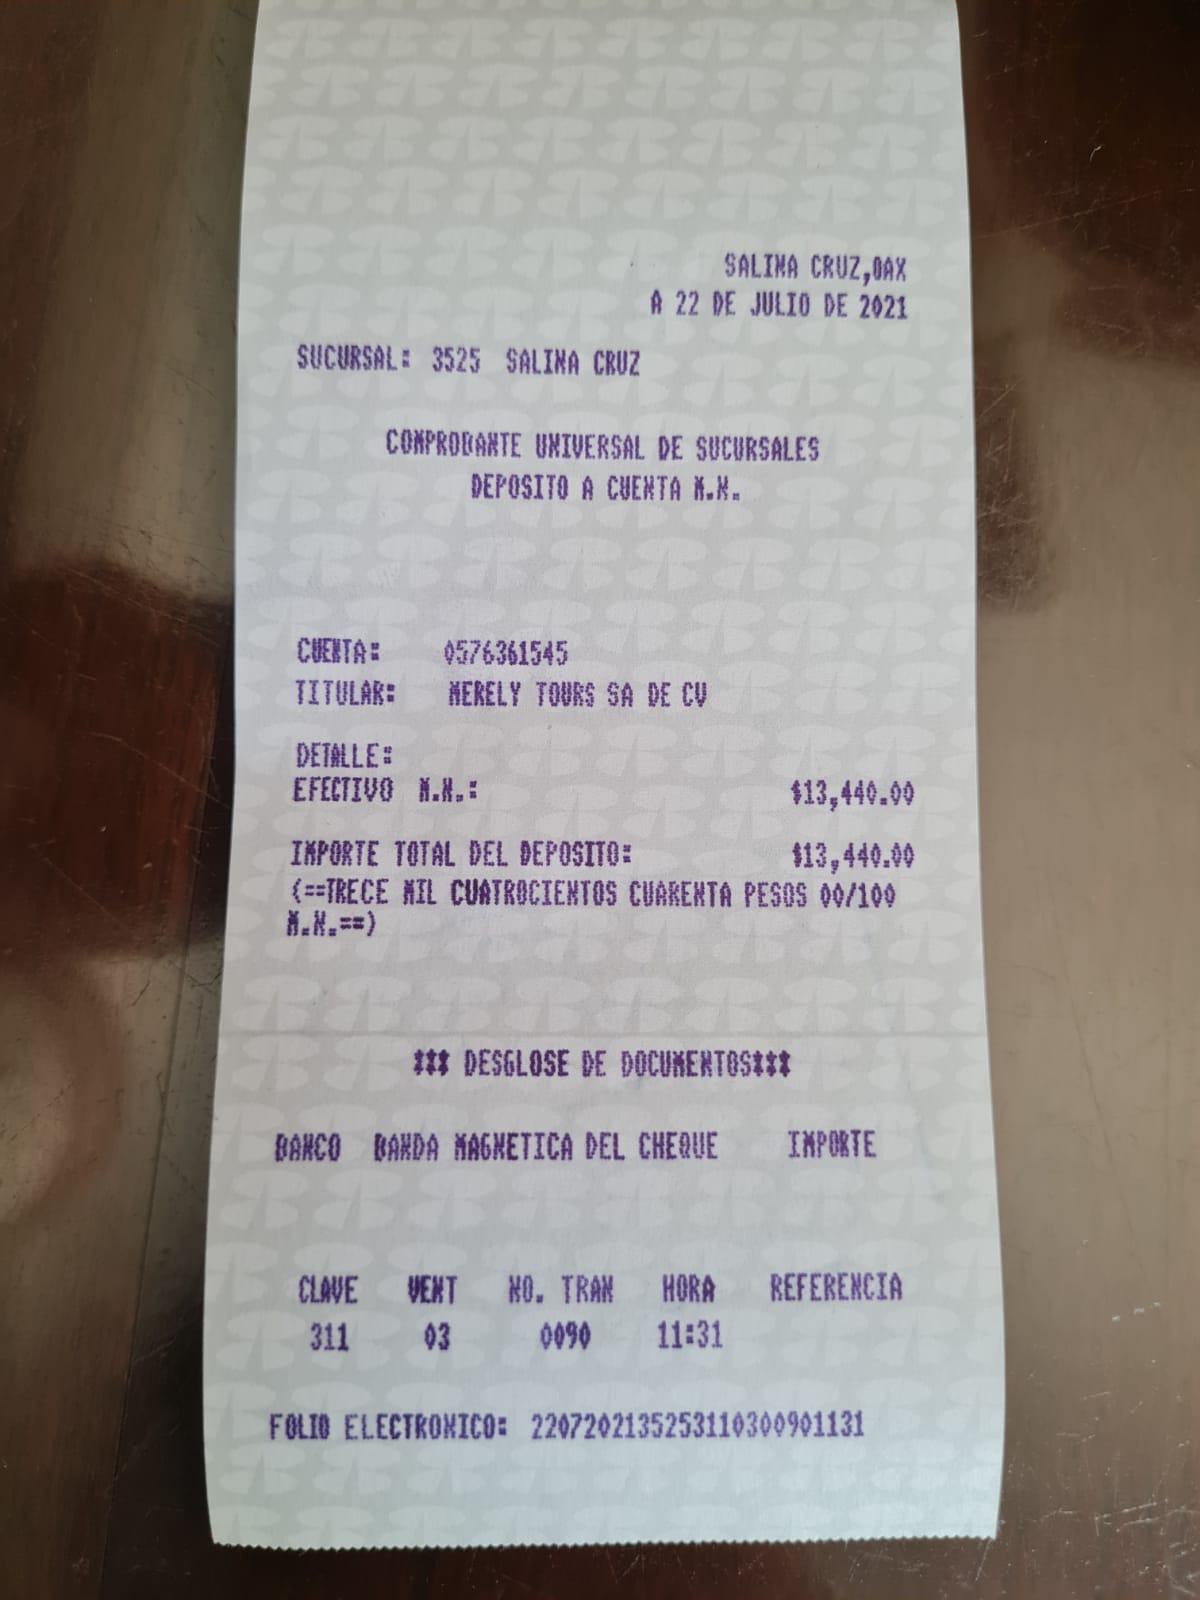 SALINA CRUZ,OAX
A 22 DE JULIO DE 2021
SUCURSAL: 3525 SALINA CRUZ
COMPROBANTE UNIVERSAL DE SUCURSALES
DEPOSITO A CUENTA M.N.
CUENTA: 0576361545
TITULAR: MERELY TOURS SA DE CV
DETALLE:
EFECTIVO M.N.: $13,440.00
IMPORTE TOTAL DEL DEPOSITO: $13,440.00
(==TRECE MIL CUATROCIENTOS CUARENTA PESOS 00/100
M.N.==)
*** DESGLOSE DE DOCUMENTOS***
BANCO BANDA MAGNETICA DEL CHEQUE IMPORTE
CLAVE VENT NO. TRAN HORA REFERENCIA
311 03 0090 11:31
FOLIO ELECTRONICO: 2207202135253110300901131